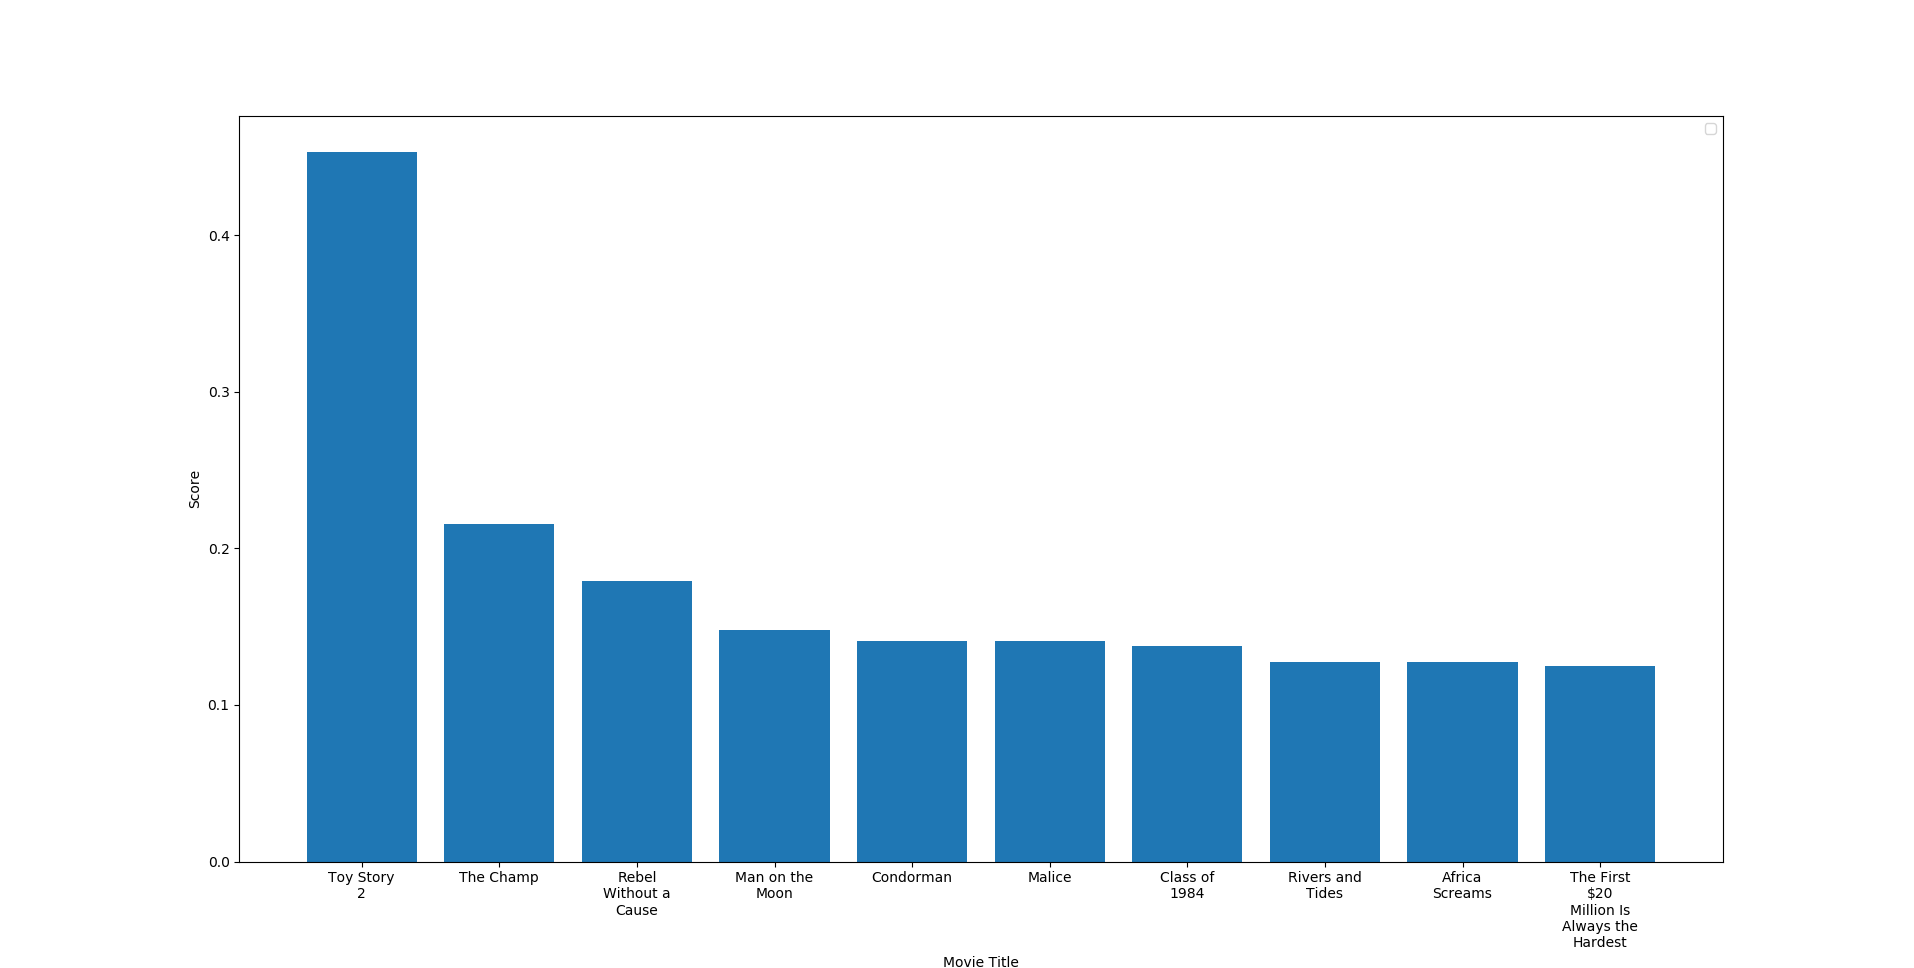 0.4
0.3
0.2
0.1
0.0
Score
Toy Story
2
The Champ
Rebel
Without a
Cause
Man on the
Moon
Condorman
Malice
Class of
1984
Rivers and
Tides
Africa
Screams
The First
$20
Million Is
Always the
Hardest
Movie Title